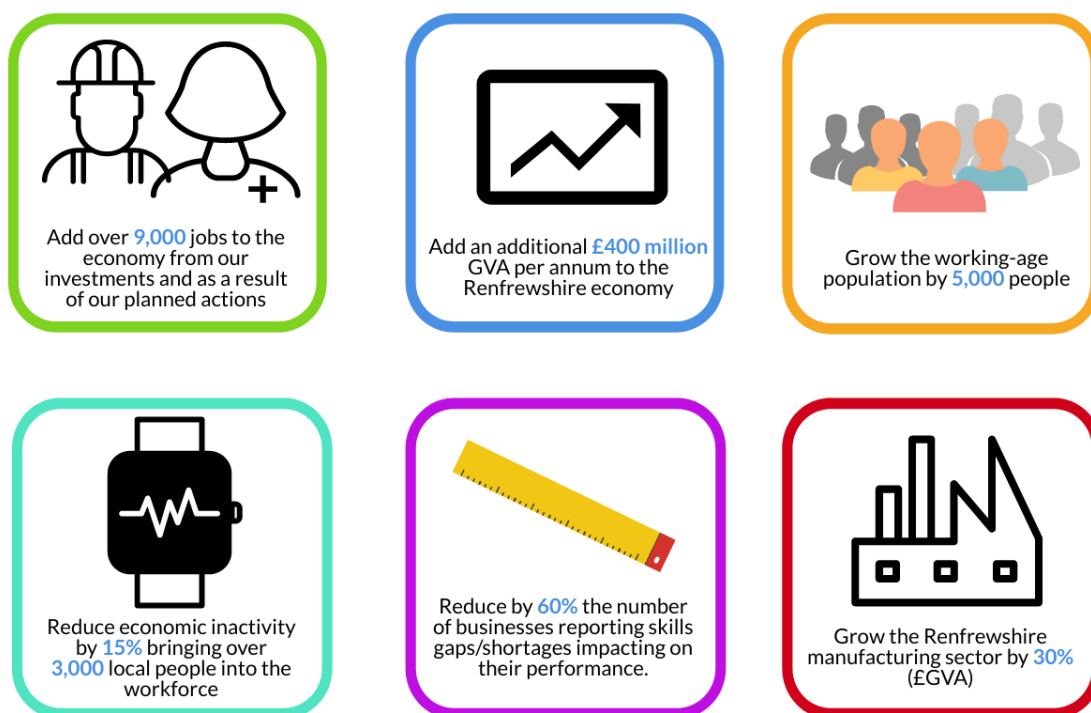 Add over 9,000 jobs to the
economy from our
investments and as a result
of our planned actions
Add an additional £400 million
GVA per annum to the
Renfrewshire economy
Grow the working-age
population by 5,000 people
Reduce economic inactivity
by 15% bringing over
3,000 local people into the
workforce
Reduce by 60% the number
of businesses reporting skills
gaps/shortages impacting on
their performance.
Grow the Renfrewshire
manufacturing sector by 30%
(£GVA)